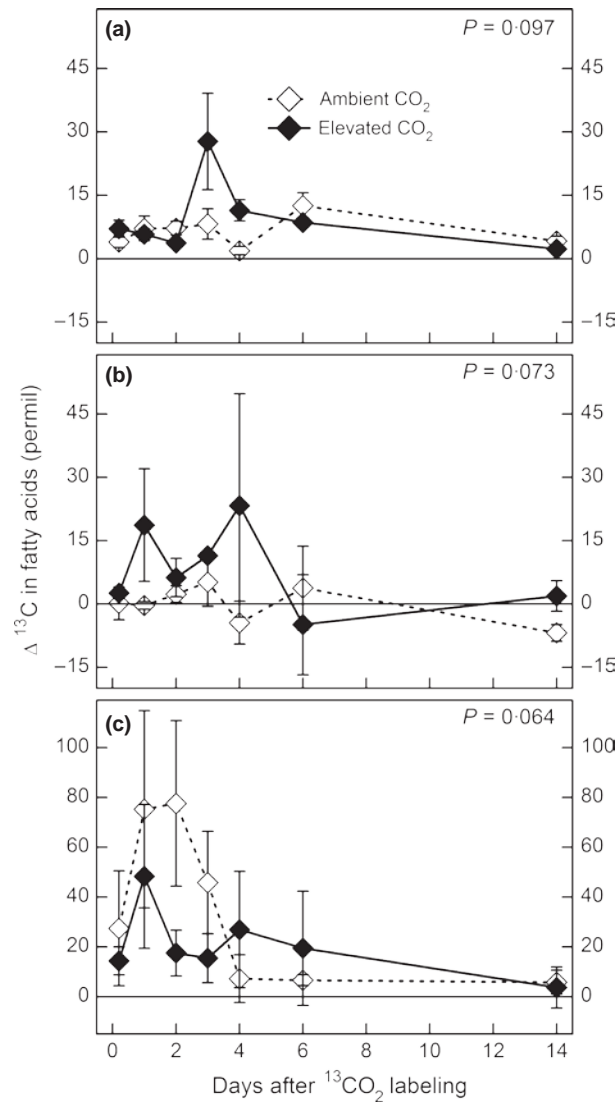 (a)
P = 0·097
45 45
Ambient CO₂
30 30
Elevated CO₂
15 15
0 0
−15 −15
(b)
P = 0·073
45 45
30 30
15 15
0 0
−15 −15
Δ ¹³C in fatty acids (permil)
(c)
P = 0·064
100 100
80 80
60 60
40 40
20 20
0 0
0 2 4 6 8 10 12 14
Days after ¹³CO₂ labeling